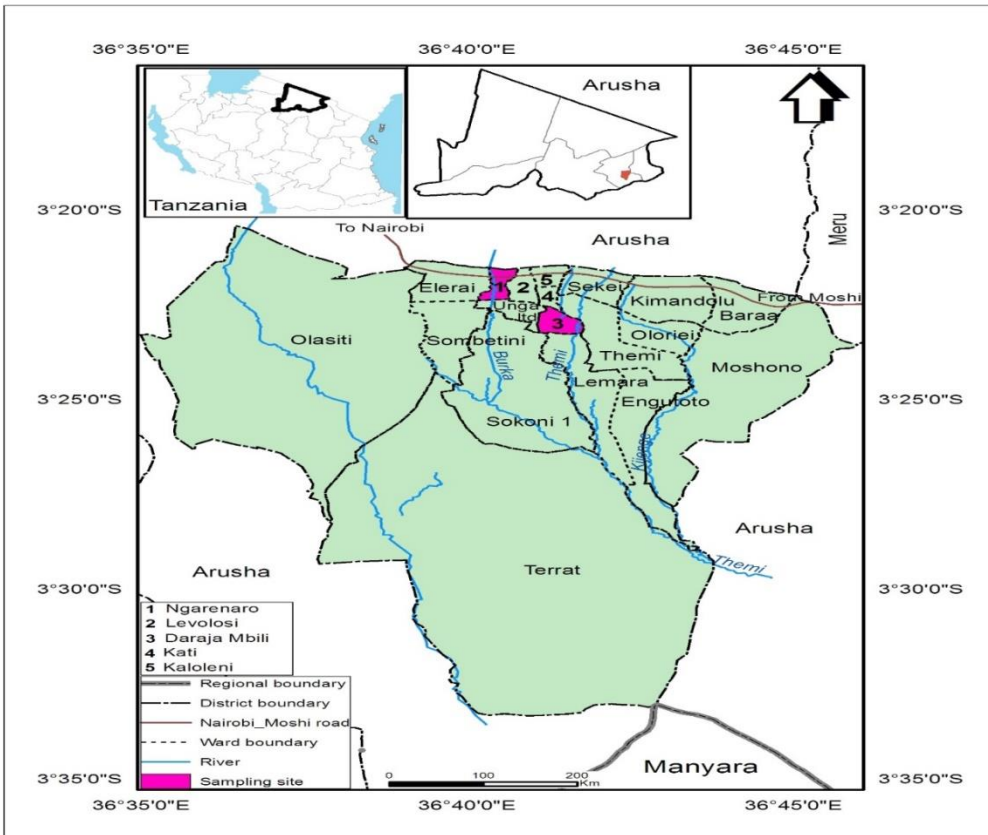 36°35'0"E 36°40'0"E 36°45'0"E
Tanzania
Arusha
3°20'0"S 3°20'0"S
Meru
To Nairobi
Arusha
From Moshi
Elerai
1
2
5
4
Sekei
Kimandolu
Baraa
Unga
ltd
3
Oloriei
Olasiti
Sombetini
Burka
Themi
Themi
Moshono
Lemara
3°25'0"S 3°25'0"S
Engutoto
Sokoni 1
Kijenge
Arusha
Arusha
Terrat
Themi
3°30'0"S 3°30'0"S
1 Ngarenaro
2 Levolosi
3 Daraja Mbili
4 Kati
5 Kaloleni
Regional boundary
District boundary
Nairobi_Moshi road
Ward boundary
River
Sampling site
0 100 200
Km
Manyara
3°35'0"S 3°35'0"S
36°35'0"E 36°40'0"E 36°45'0"E